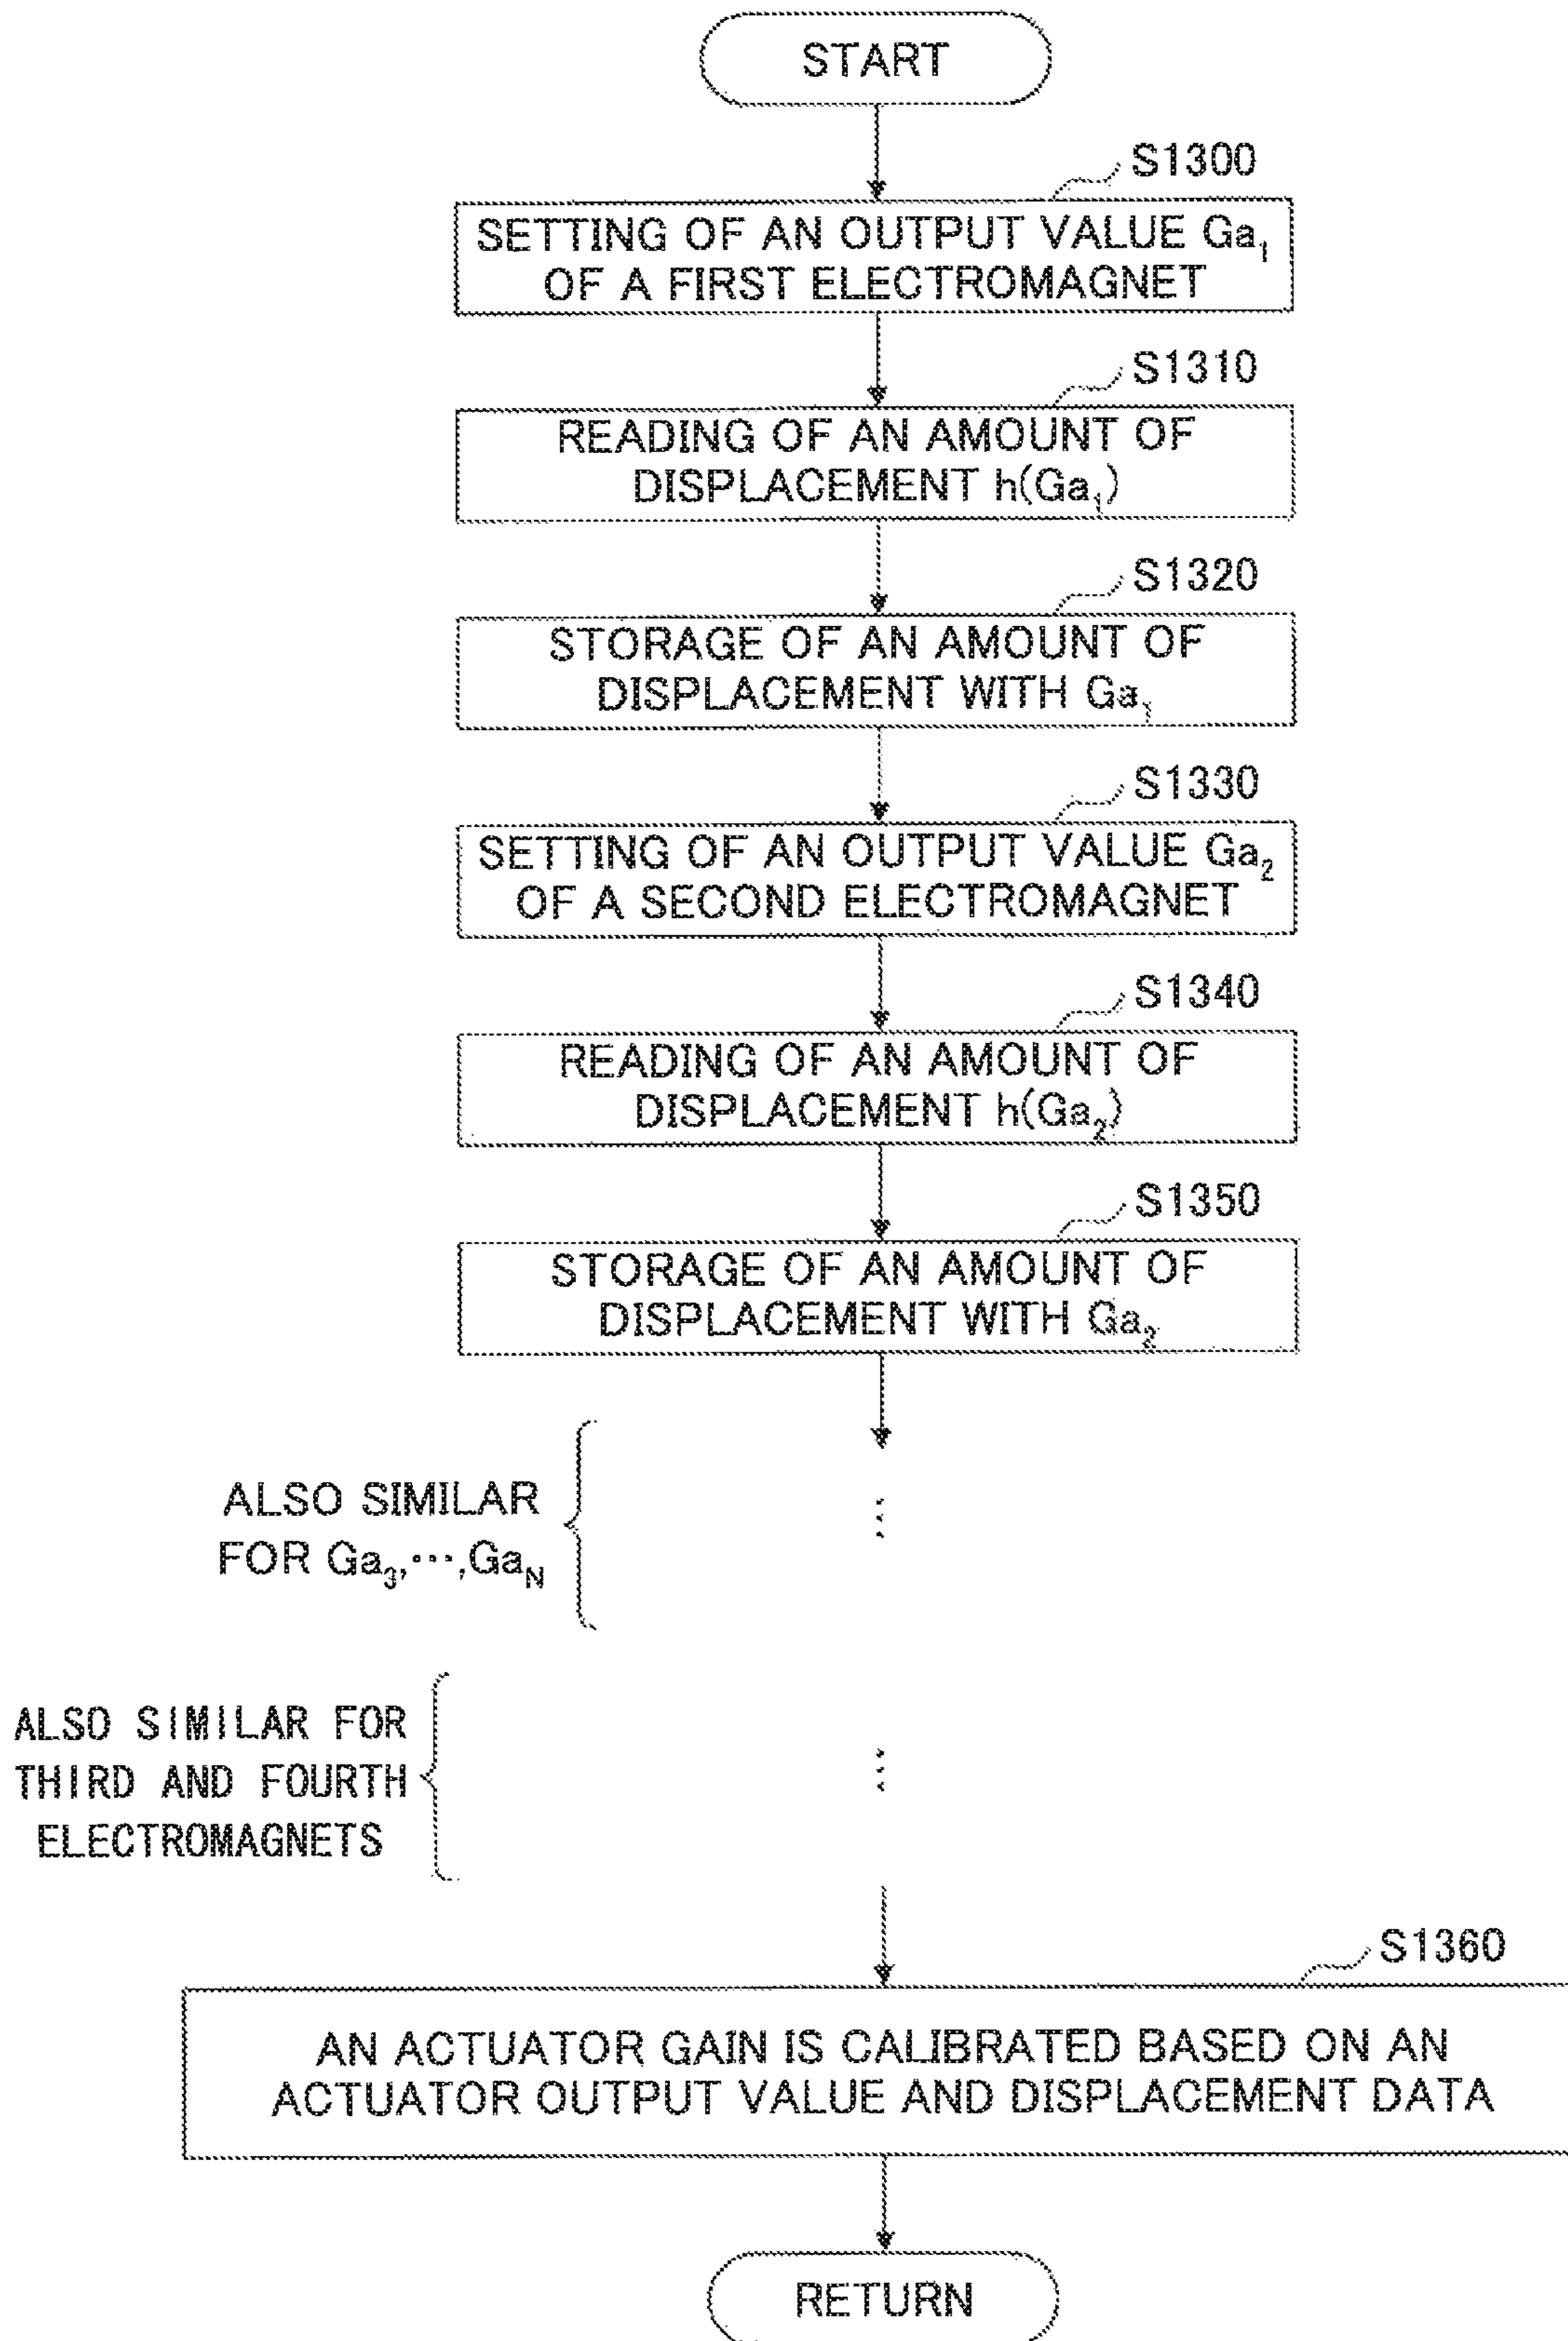 START
S1300
SETTING OF AN OUTPUT VALUE Ga₁
OF A FIRST ELECTROMAGNET
S1310
READING OF AN AMOUNT OF
DISPLACEMENT h(Ga₁)
S1320
STORAGE OF AN AMOUNT OF
DISPLACEMENT WITH Ga₁
S1330
SETTING OF AN OUTPUT VALUE Ga₂
OF A SECOND ELECTROMAGNET
S1340
READING OF AN AMOUNT OF
DISPLACEMENT h(Ga₂)
S1350
STORAGE OF AN AMOUNT OF
DISPLACEMENT WITH Ga₂
ALSO SIMILAR
FOR Ga₃,⋯,Ga_N
ALSO SIMILAR FOR
THIRD AND FOURTH
ELECTROMAGNETS
S1360
AN ACTUATOR GAIN IS CALIBRATED BASED ON AN
ACTUATOR OUTPUT VALUE AND DISPLACEMENT DATA
RETURN